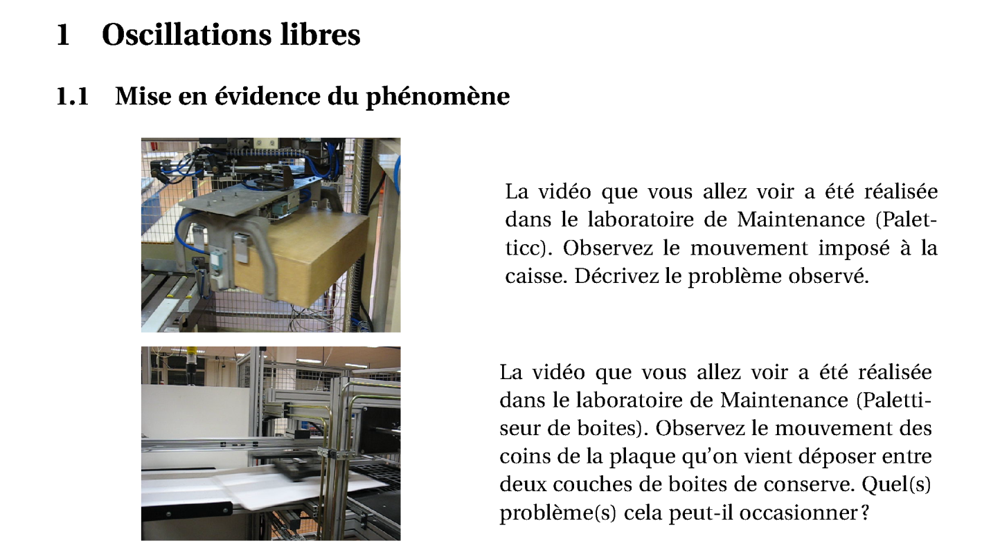 1 Oscillations libres
1.1 Mise en évidence du phénomène
La vidéo que vous allez voir a été réalisée
dans le laboratoire de Maintenance (Palet-
ticc). Observez le mouvement imposé à la
caisse. Décrivez le problème observé.
La vidéo que vous allez voir a été réalisée
dans le laboratoire de Maintenance (Paletti-
seur de boites). Observez le mouvement des
coins de la plaque qu'on vient déposer entre
deux couches de boites de conserve. Quel(s)
problème(s) cela peut-il occasionner ?